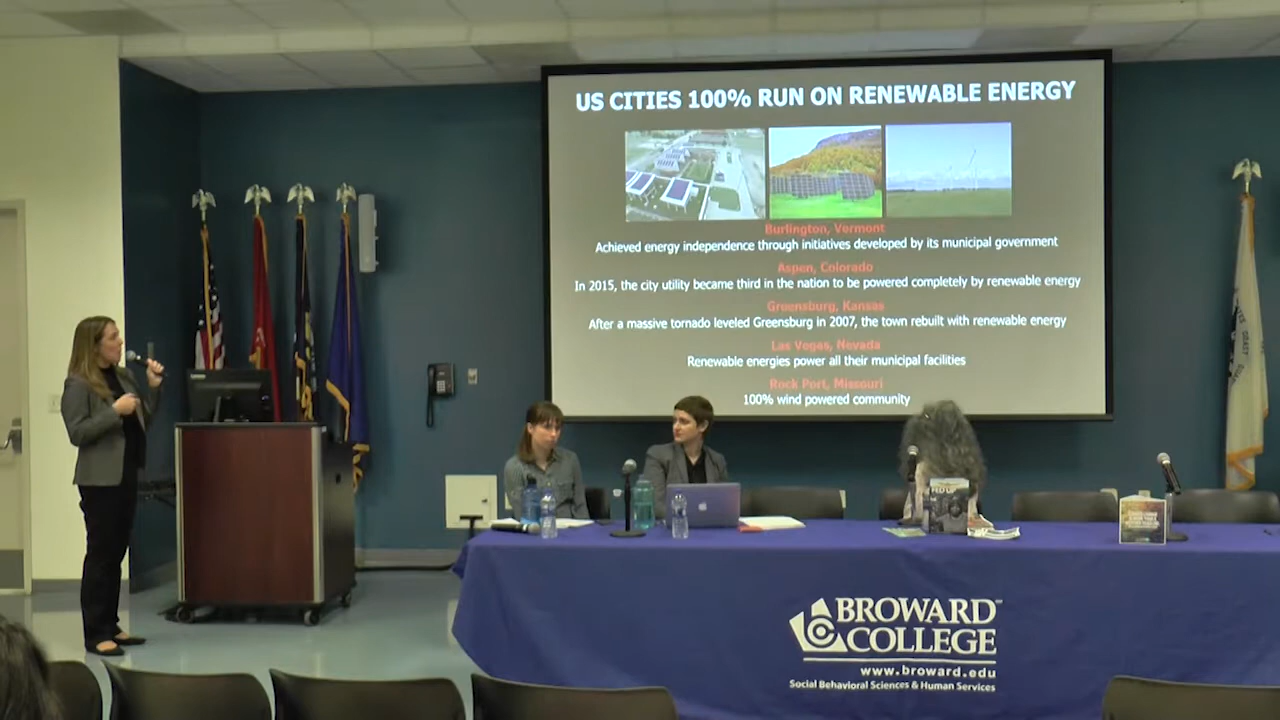 US CITIES 100% RUN ON RENEWABLE ENERGY
Burlington, Vermont
Achieved energy independence through initiatives developed by its municipal government
Aspen, Colorado
In 2015, the city utility became third in the nation to be powered completely by renewable energy
Greensburg, Kansas
After a massive tornado leveled Greensburg in 2007, the town rebuilt with renewable energy
Las Vegas, Nevada
Renewable energies power all their municipal facilities
Rock Port, Missouri
100% wind powered community
BROWARD
COLLEGE
www.broward.edu
Social Behavioral Sciences & Human Services